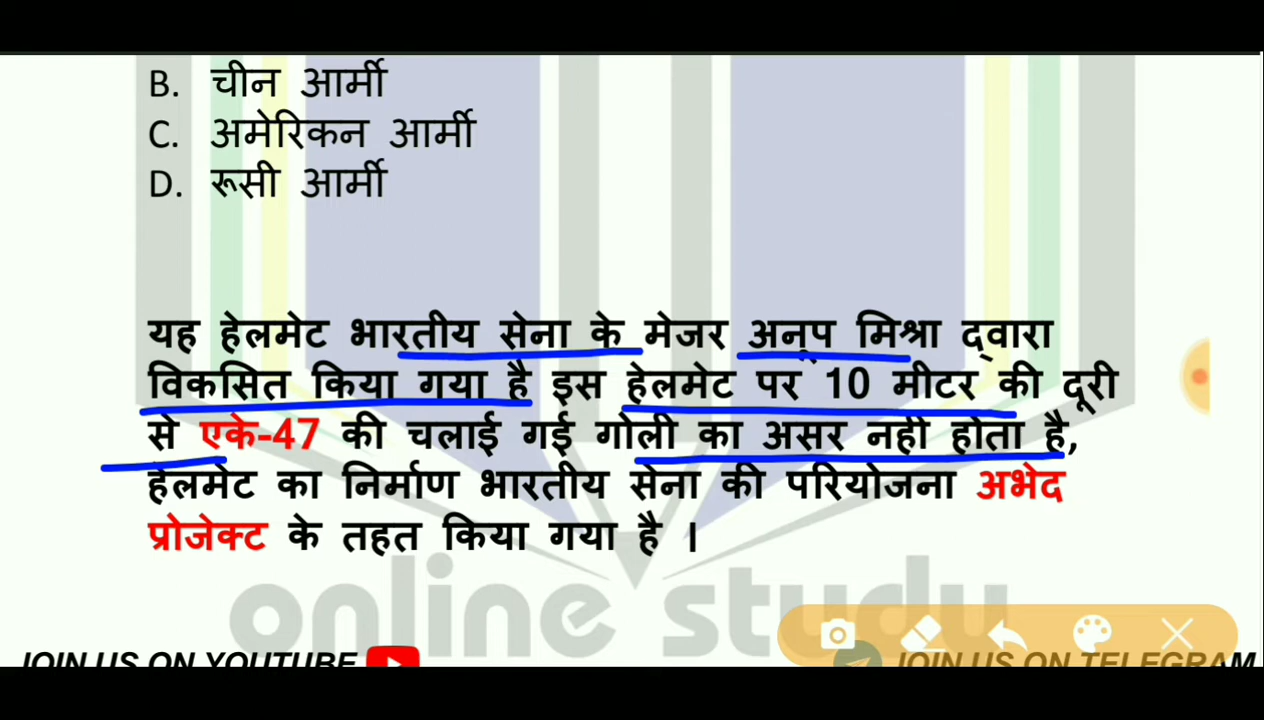 B. चीन आर्मी
C. अमेरिकन आर्मी
D. रूसी आर्मी
यह हेलमेट भारतीय सेना के मेजर अनूप मिश्रा द्वारा
विकसित किया गया है इस हेलमेट पर 10 मीटर की दूरी
से एके-47 की चलाई गई गोली का असर नही होता है,
हेलमेट का निर्माण भारतीय सेना की परियोजना अभेद
प्रोजेक्ट के तहत किया गया है ।
online study
JOIN US ON YOUTUBE
JOIN US ON TELEGRAM